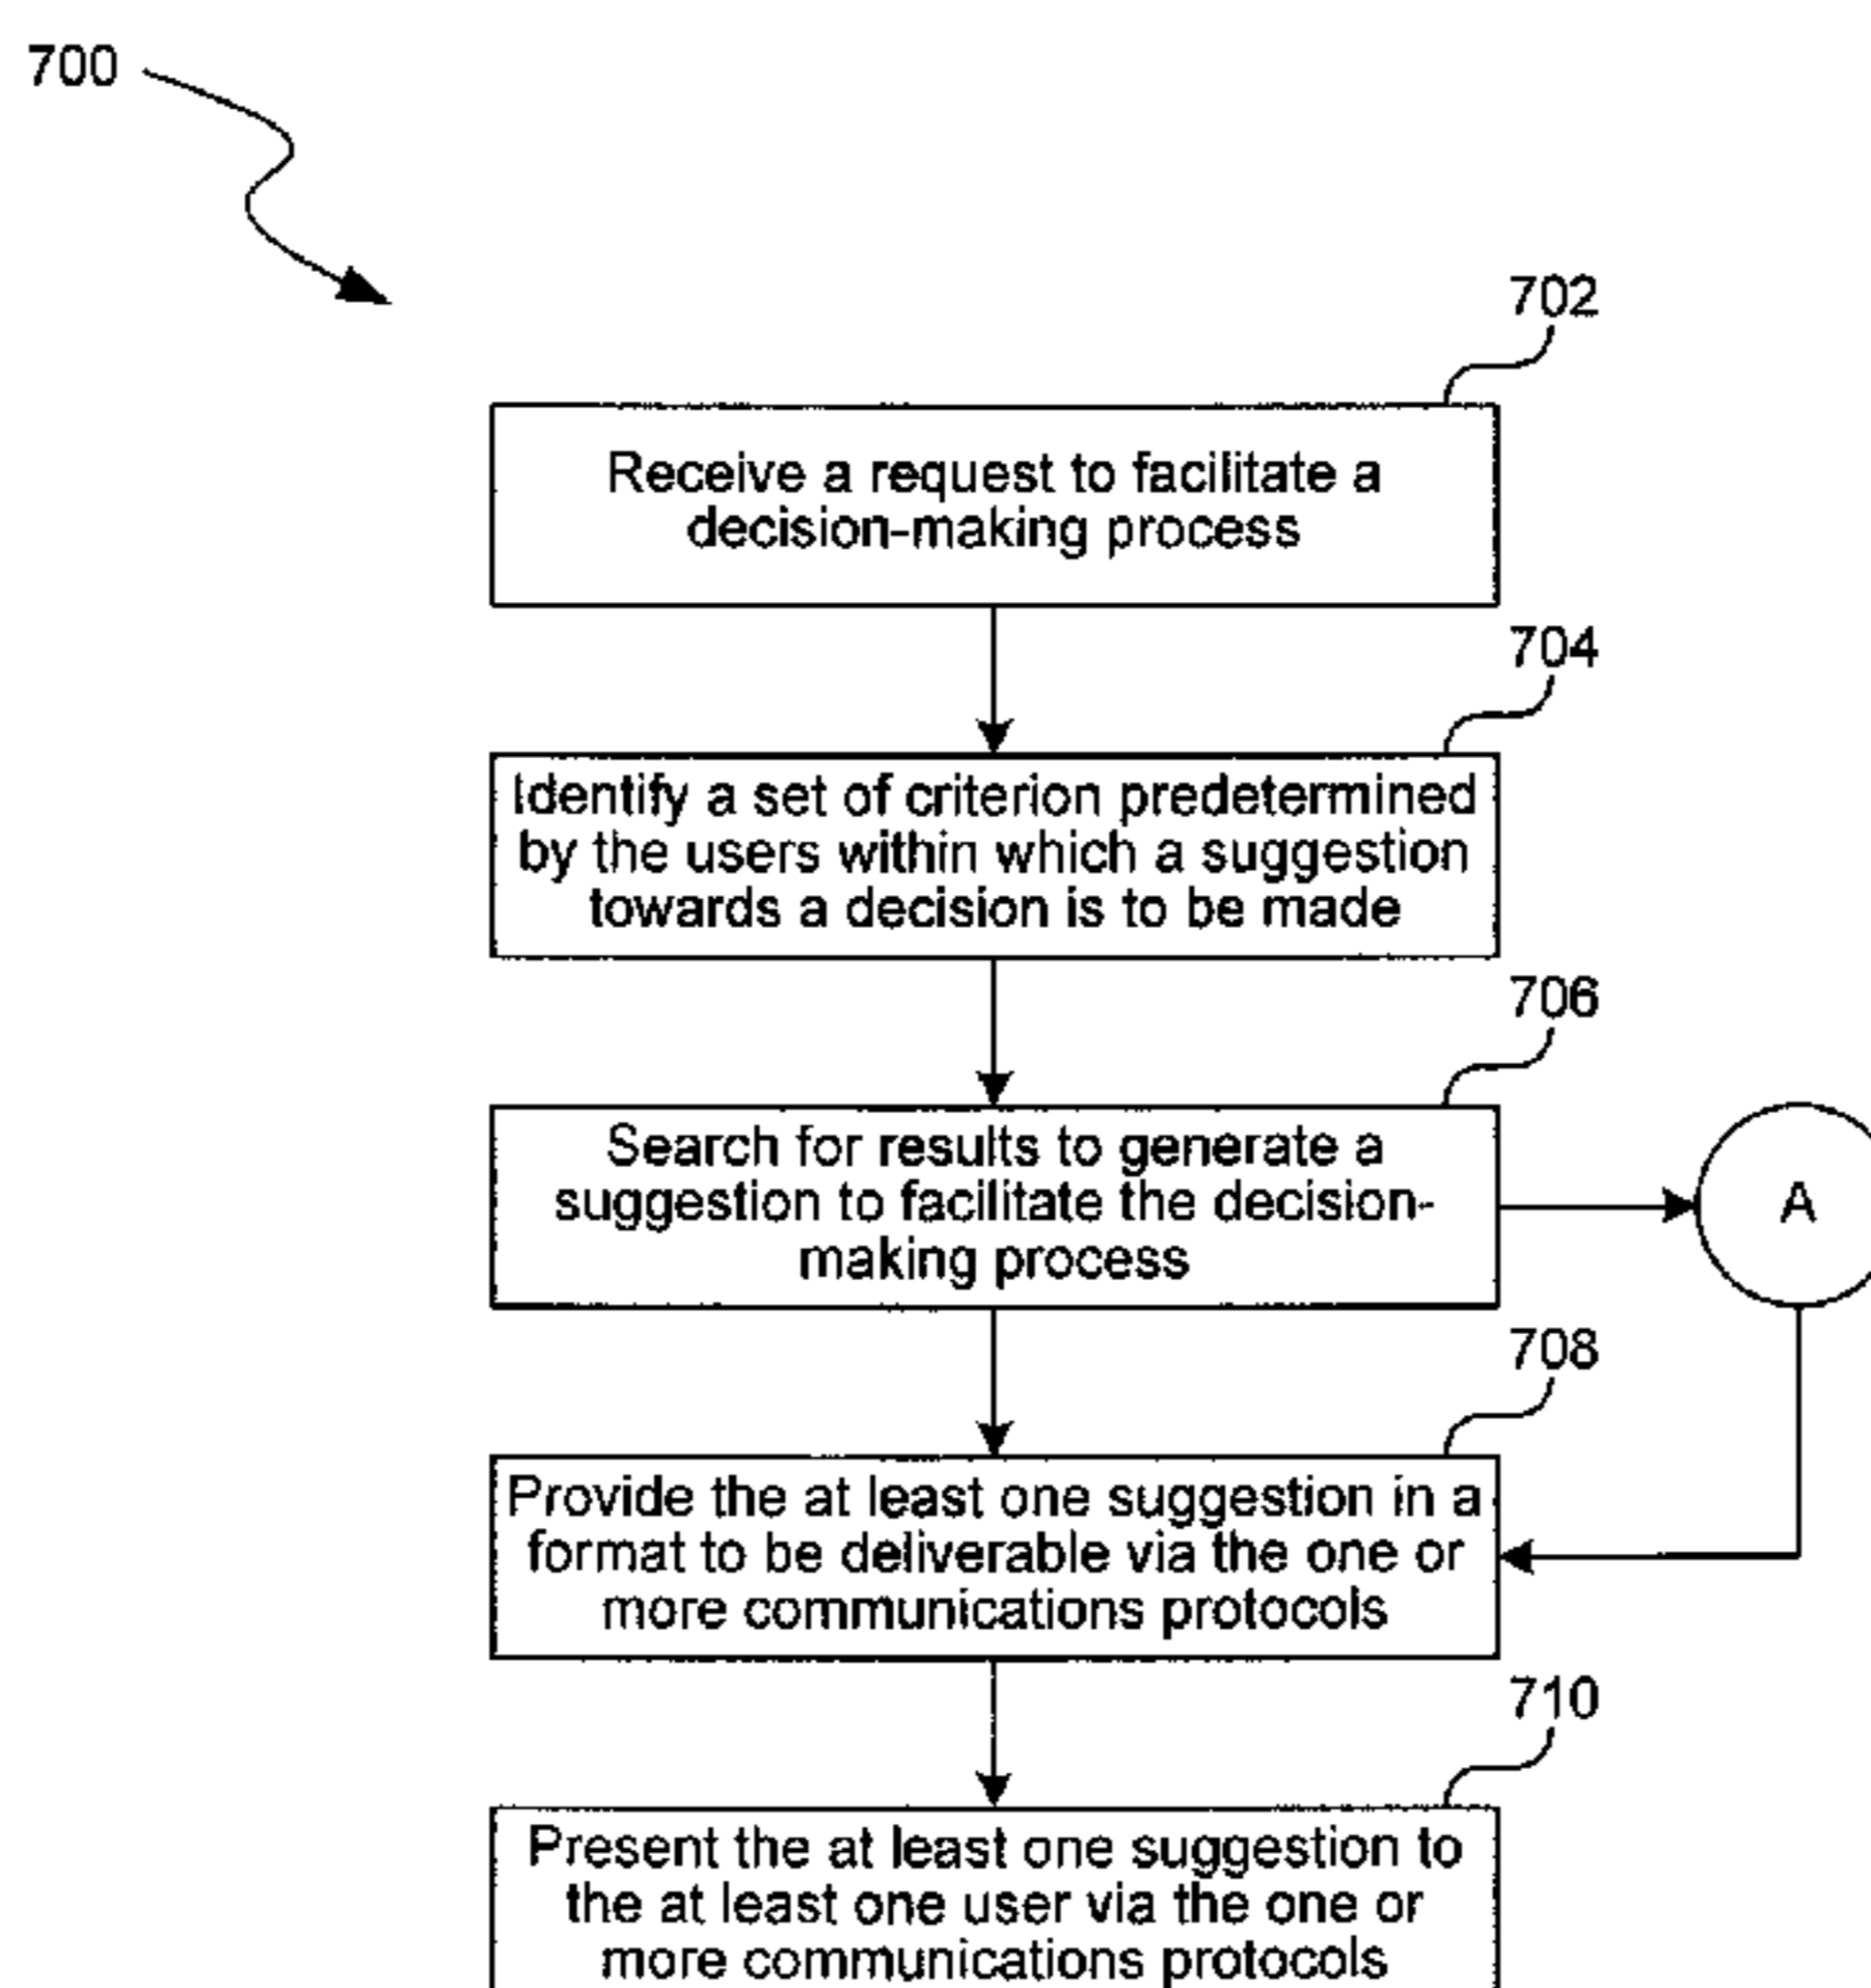 700
702
Receive a request to facilitate a
decision-making process
704
Identify a set of criterion predetermined
by the users within which a suggestion
towards a decision is to be made
706
Search for results to generate a
suggestion to facilitate the decision-
making process
A
708
Provide the at least one suggestion in a
format to be deliverable via the one or
more communications protocols
710
Present the at least one suggestion to
the at least one user via the one or
more communications protocols